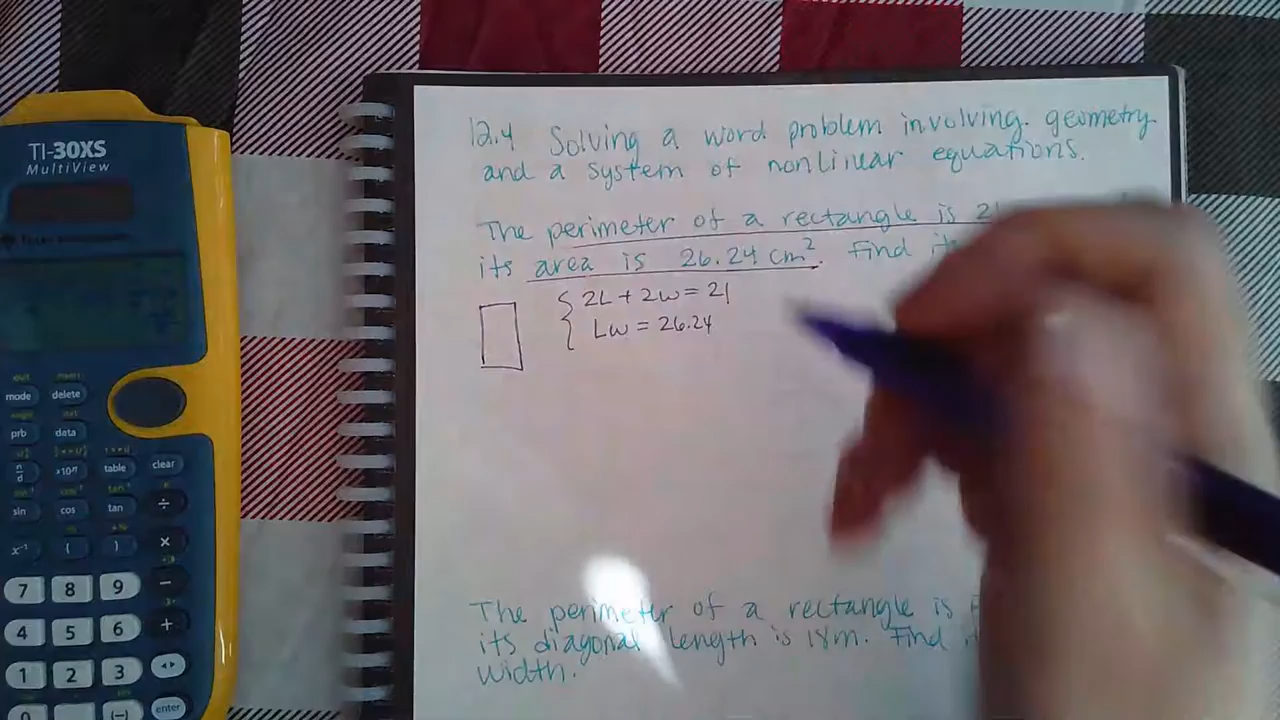 12.4 Solving a word problem involving geometry
and a system of nonlinear equations.
The perimeter of a rectangle is
its area is 26.24 cm². Find
2L + 2w = 21
Lw = 26.24
The perimeter of a rectangle is
its diagonal length is 18m. Find
width.
TI-30XS
MultiView
mode delete
prb data
table clear
sin cos tan ÷
x⁻¹ ( ) ×
7 8 9 −
4 5 6 +
1 2 3
0 (−) enter